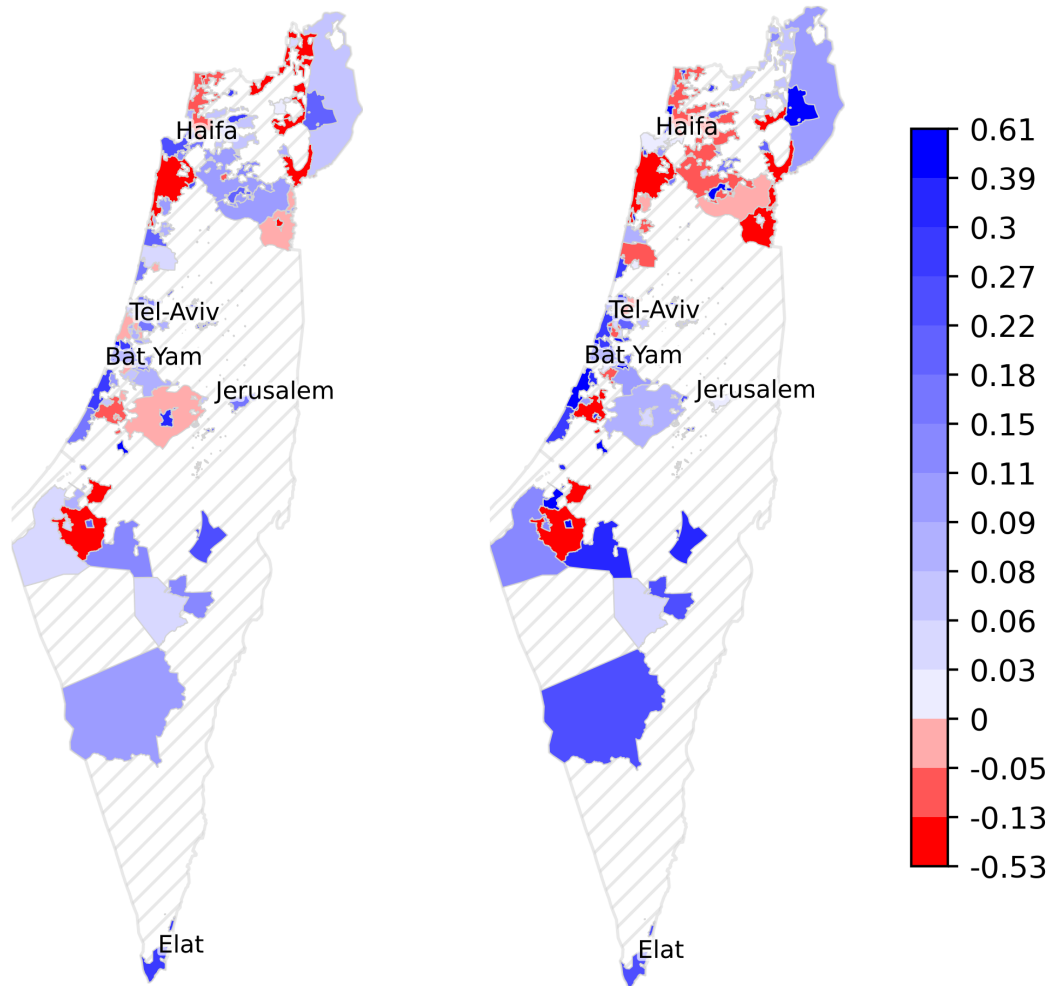 Haifa
Tel-Aviv
Bat Yam
Jerusalem
Elat
Haifa
Tel-Aviv
Bat Yam
Jerusalem
Elat
0.61
0.39
0.3
0.27
0.22
0.18
0.15
0.11
0.09
0.08
0.06
0.03
0
-0.05
-0.13
-0.53